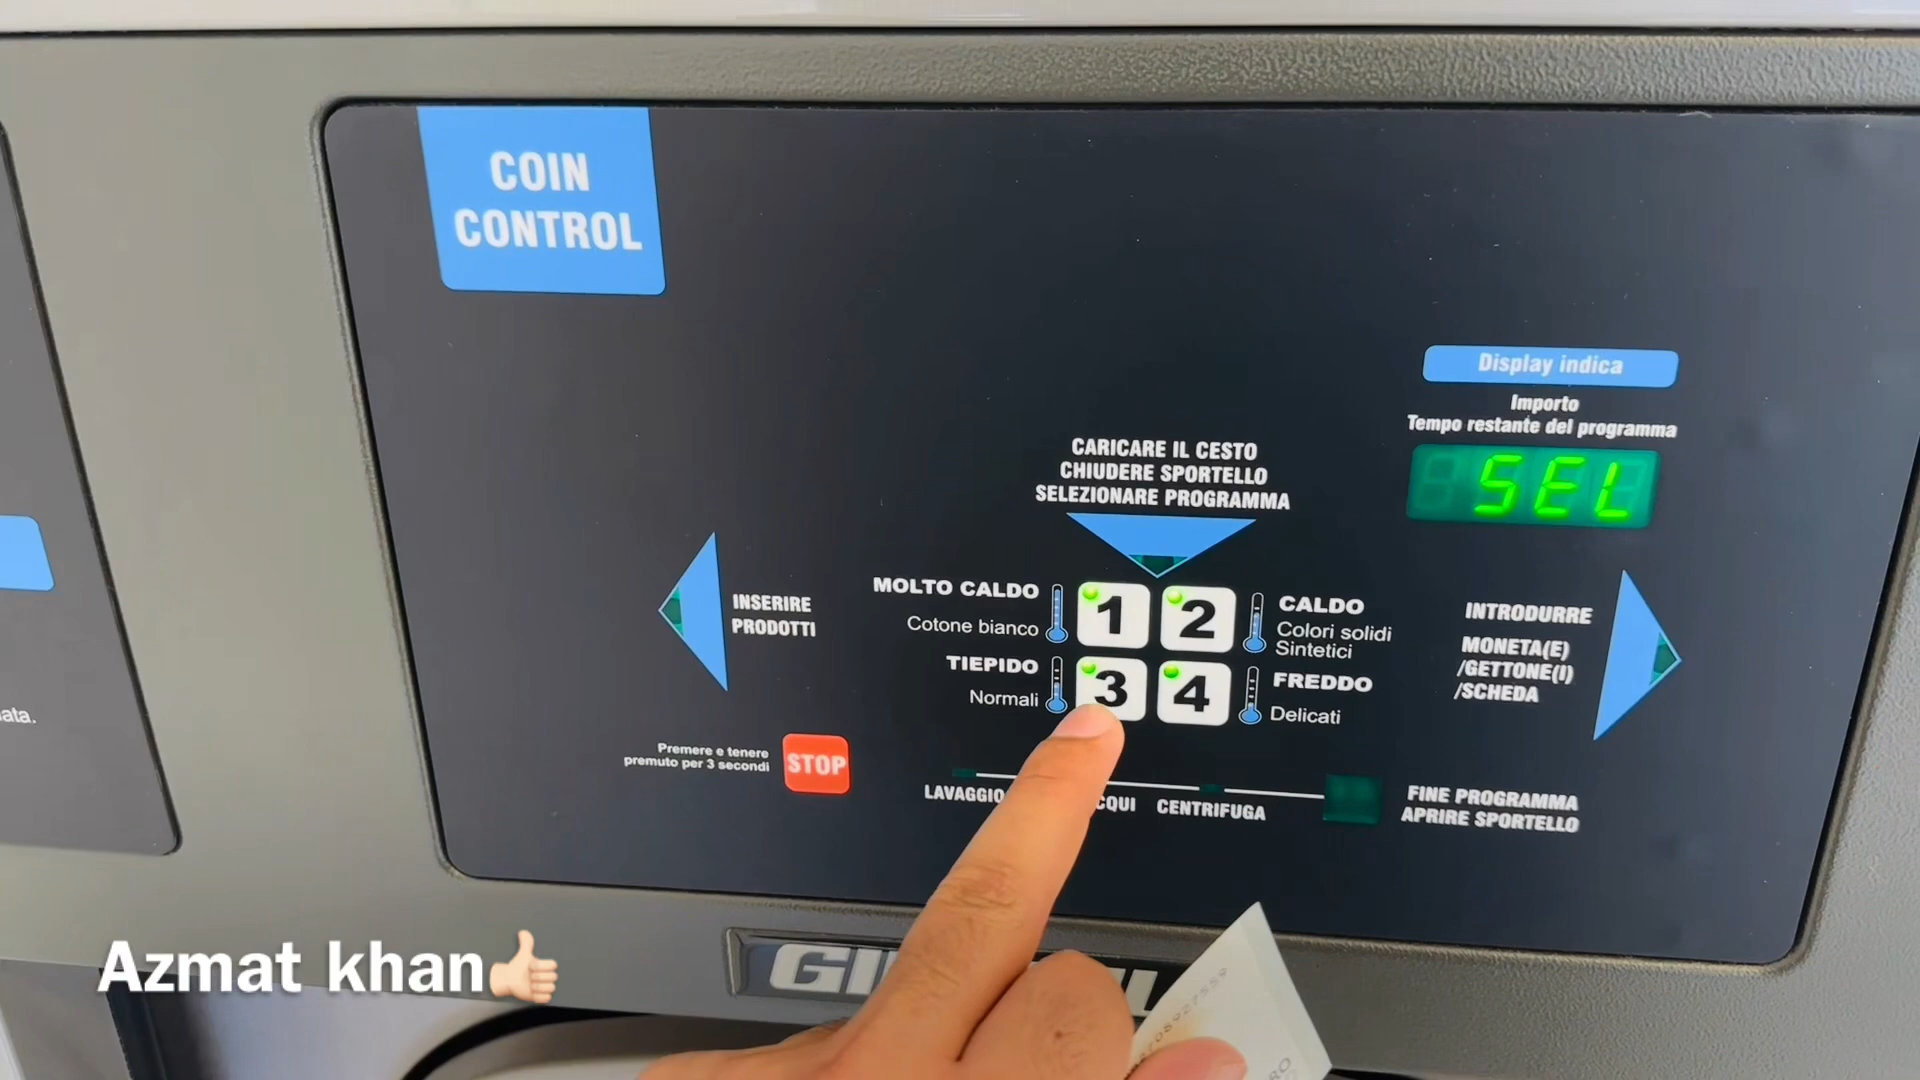 COIN
CONTROL
Display indica
Importo
Tempo restante del programma
SEL
CARICARE IL CESTO
CHIUDERE SPORTELLO
SELEZIONARE PROGRAMMA
INSERIRE
PRODOTTI
MOLTO CALDO
Cotone bianco
1
2
CALDO
Colori solidi
Sintetici
TIEPIDO
Normali
3
4
FREDDO
Delicati
INTRODURRE
MONETA(E)
/GETTONE(I)
/SCHEDA
Premere e tenere
premuto per 3 secondi
STOP
LAVAGGIO
CENTRIFUGA
FINE PROGRAMMA
APRIRE SPORTELLO
ata.
Azmat khan👍🏻